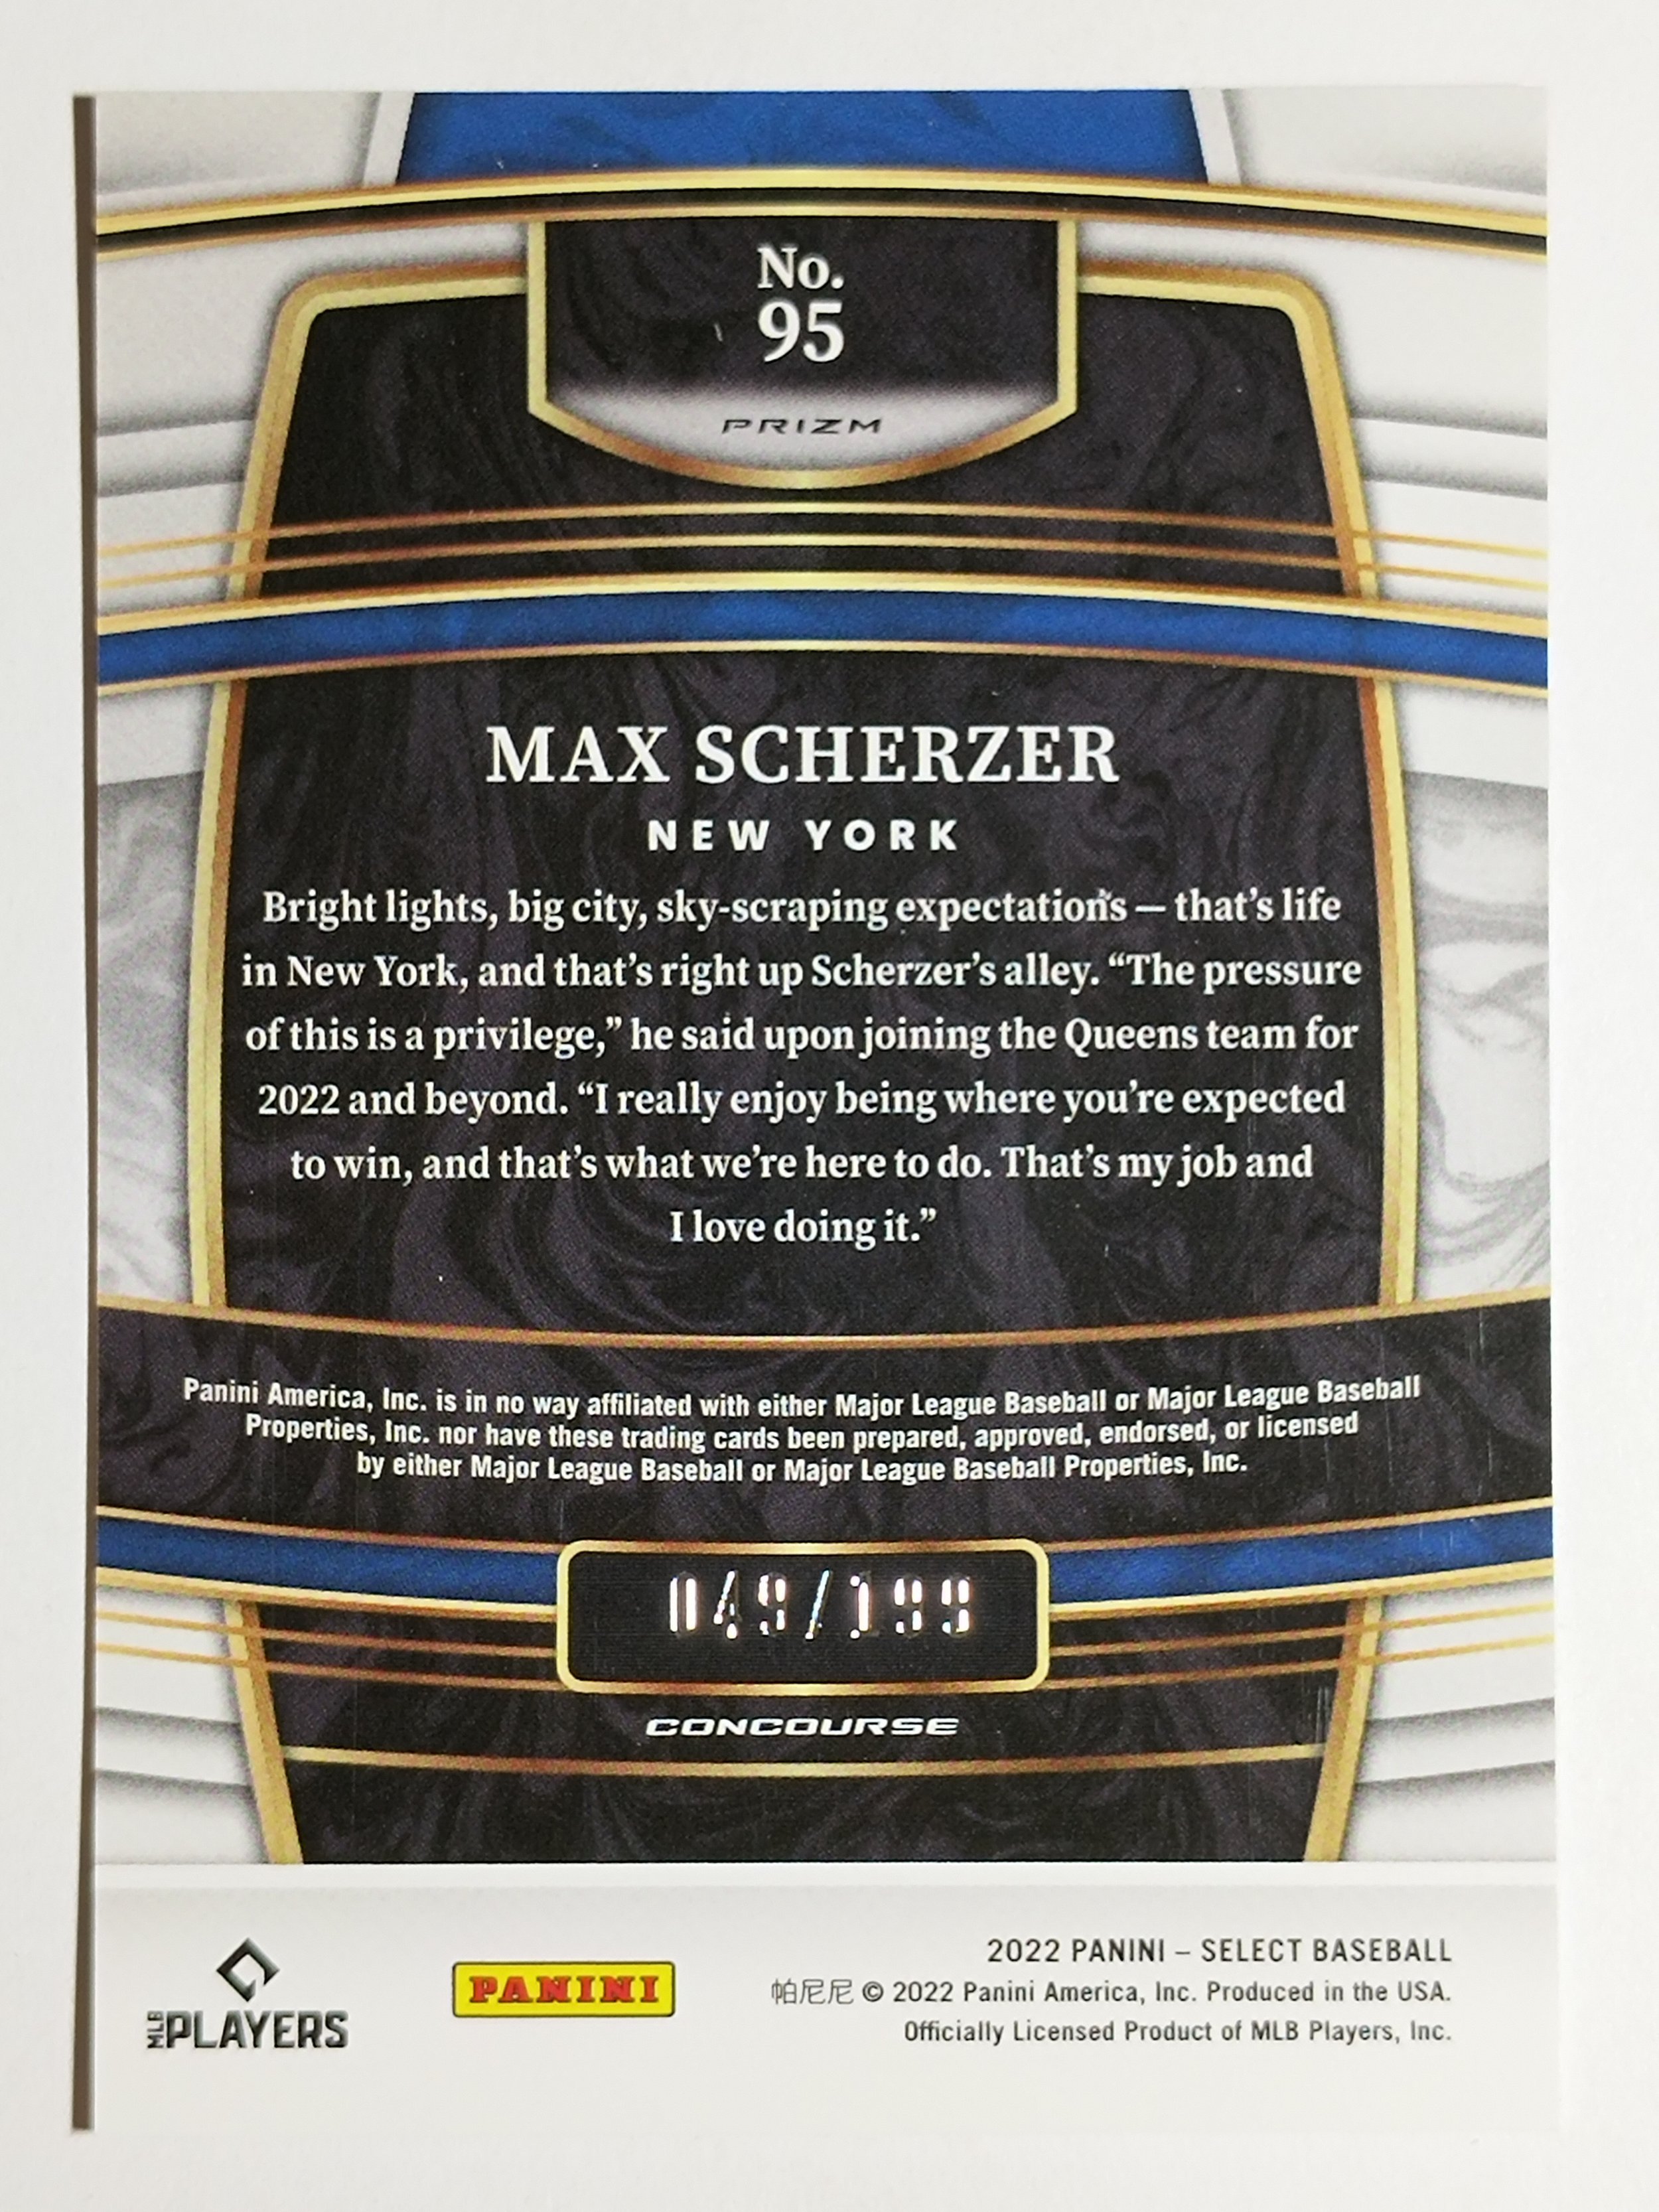 No.
95
PRIZM
MAX SCHERZER
NEW YORK
Bright lights, big city, sky-scraping expectations — that's life
in New York, and that's right up Scherzer's alley. “The pressure
of this is a privilege,” he said upon joining the Queens team for
2022 and beyond. “I really enjoy being where you're expected
to win, and that's what we're here to do. That's my job and
I love doing it.”
Panini America, Inc. is in no way affiliated with either Major League Baseball or Major League Baseball
Properties, Inc. nor have these trading cards been prepared, approved, endorsed, or licensed
by either Major League Baseball or Major League Baseball Properties, Inc.
049/199
CONCOURSE
MLB PLAYERS
PANINI
2022 PANINI – SELECT BASEBALL
帕尼尼 © 2022 Panini America, Inc. Produced in the USA.
Officially Licensed Product of MLB Players, Inc.